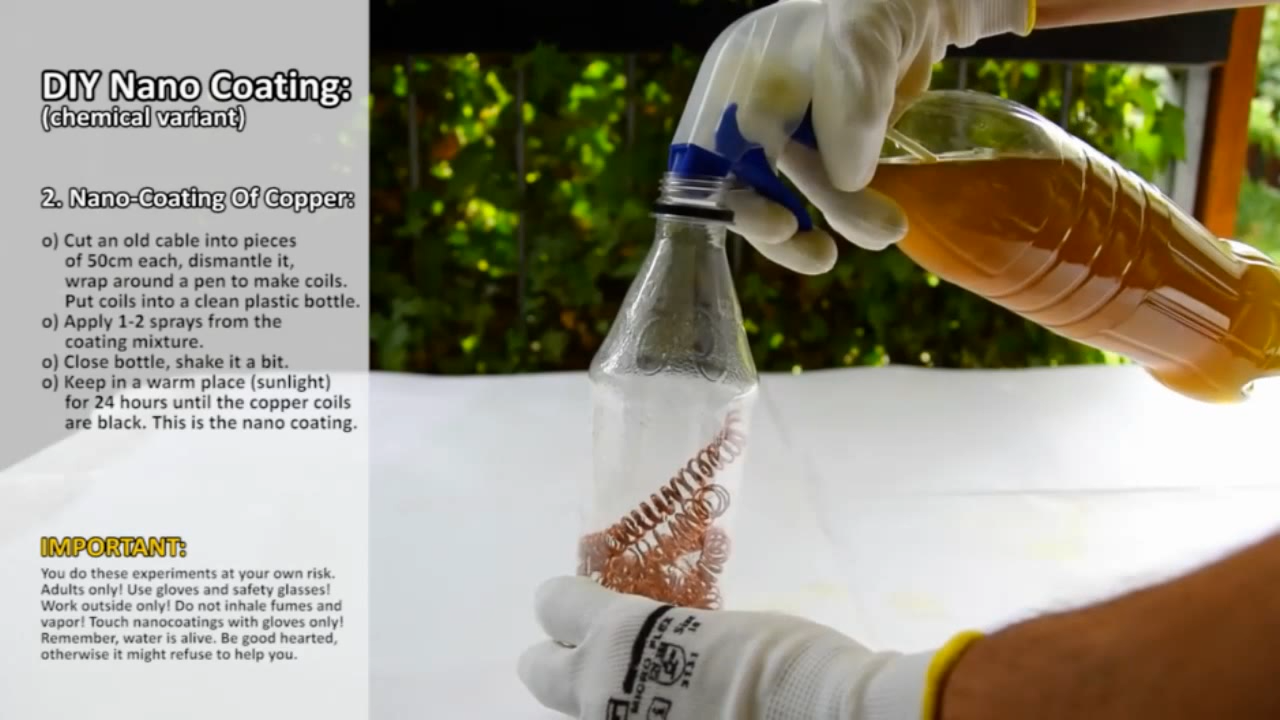 DIY Nano Coating:
(chemical variant)
2. Nano-Coating Of Copper:
o) Cut an old cable into pieces
of 50cm each, dismantle it,
wrap around a pen to make coils.
Put coils into a clean plastic bottle.
o) Apply 1-2 sprays from the
coating mixture.
o) Close bottle, shake it a bit.
o) Keep in a warm place (sunlight)
for 24 hours until the copper coils
are black. This is the nano coating.
IMPORTANT:
You do these experiments at your own risk.
Adults only! Use gloves and safety glasses!
Work outside only! Do not inhale fumes and
vapor! Touch nanocoatings with gloves only!
Remember, water is alive. Be good hearted,
otherwise it might refuse to help you.
MICRO FLEX
3131